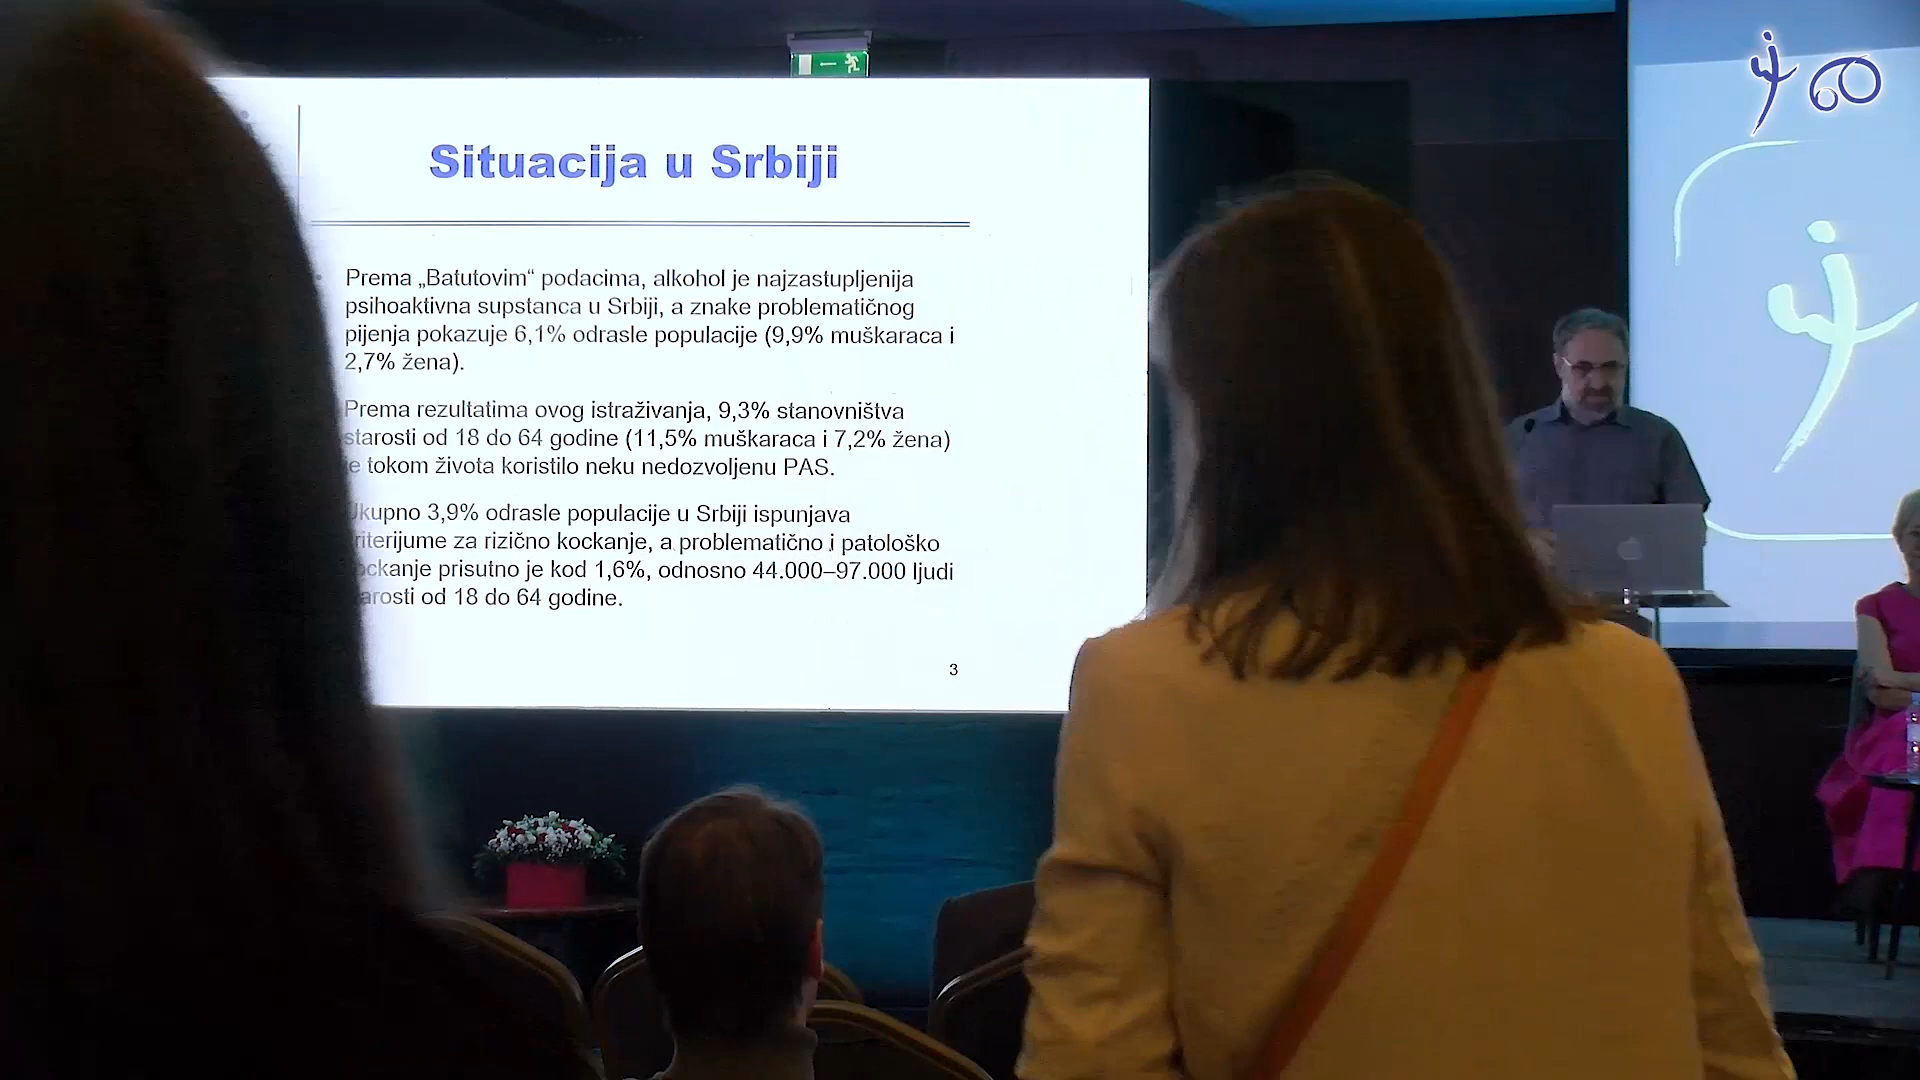 Situacija u Srbiji
Prema „Batutovim“ podacima, alkohol je najzastupljenija
psihoaktivna supstanca u Srbiji, a znake problematičnog
pijenja pokazuje 6,1% odrasle populacije (9,9% muškaraca i
2,7% žena).
Prema rezultatima ovog istraživanja, 9,3% stanovništva
starosti od 18 do 64 godine (11,5% muškaraca i 7,2% žena)
je tokom života koristilo neku nedozvoljenu PAS.
Ukupno 3,9% odrasle populacije u Srbiji ispunjava
kriterijume za rizično kockanje, a problematično i patološko
kockanje prisutno je kod 1,6%, odnosno 44.000–97.000 ljudi
starosti od 18 do 64 godine.
3
60